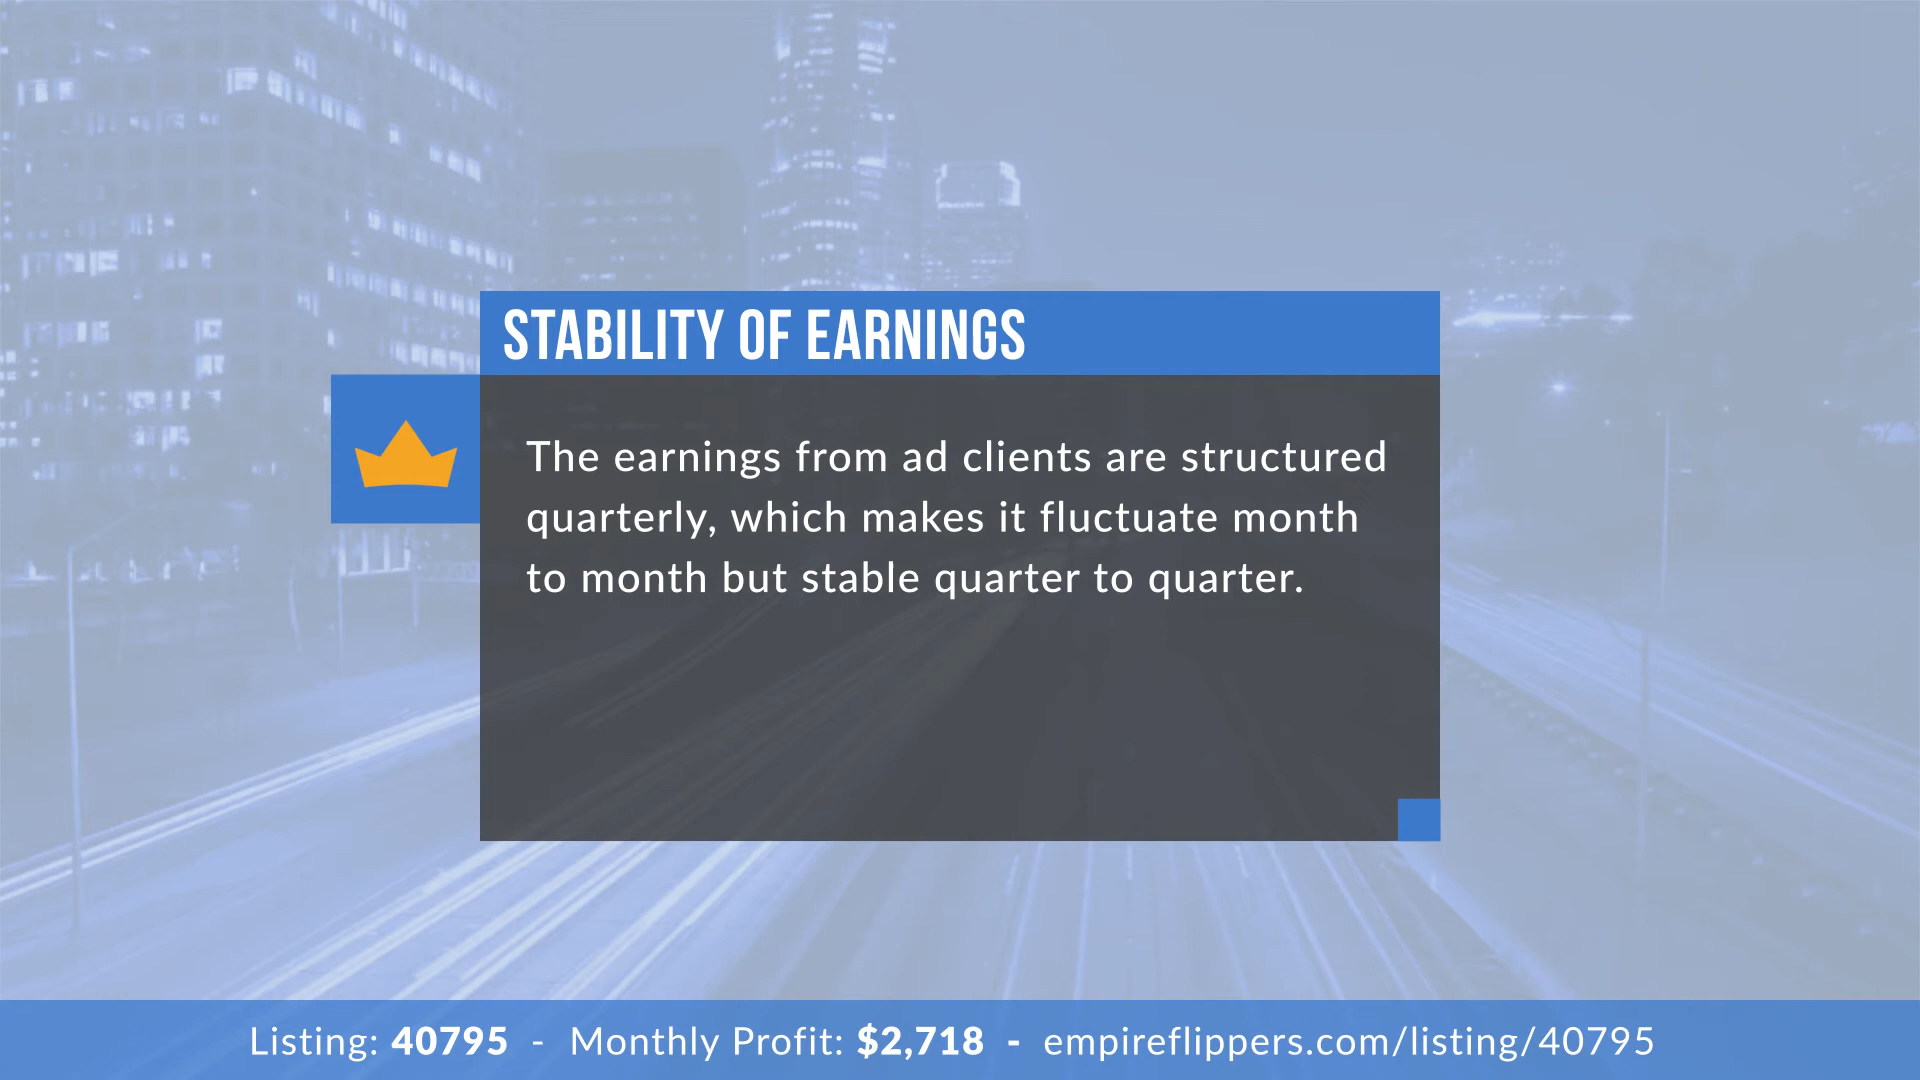 STABILITY OF EARNINGS
The earnings from ad clients are structured
quarterly, which makes it fluctuate month
to month but stable quarter to quarter.
Listing: 40795 - Monthly Profit: $2,718 - empireflippers.com/listing/40795